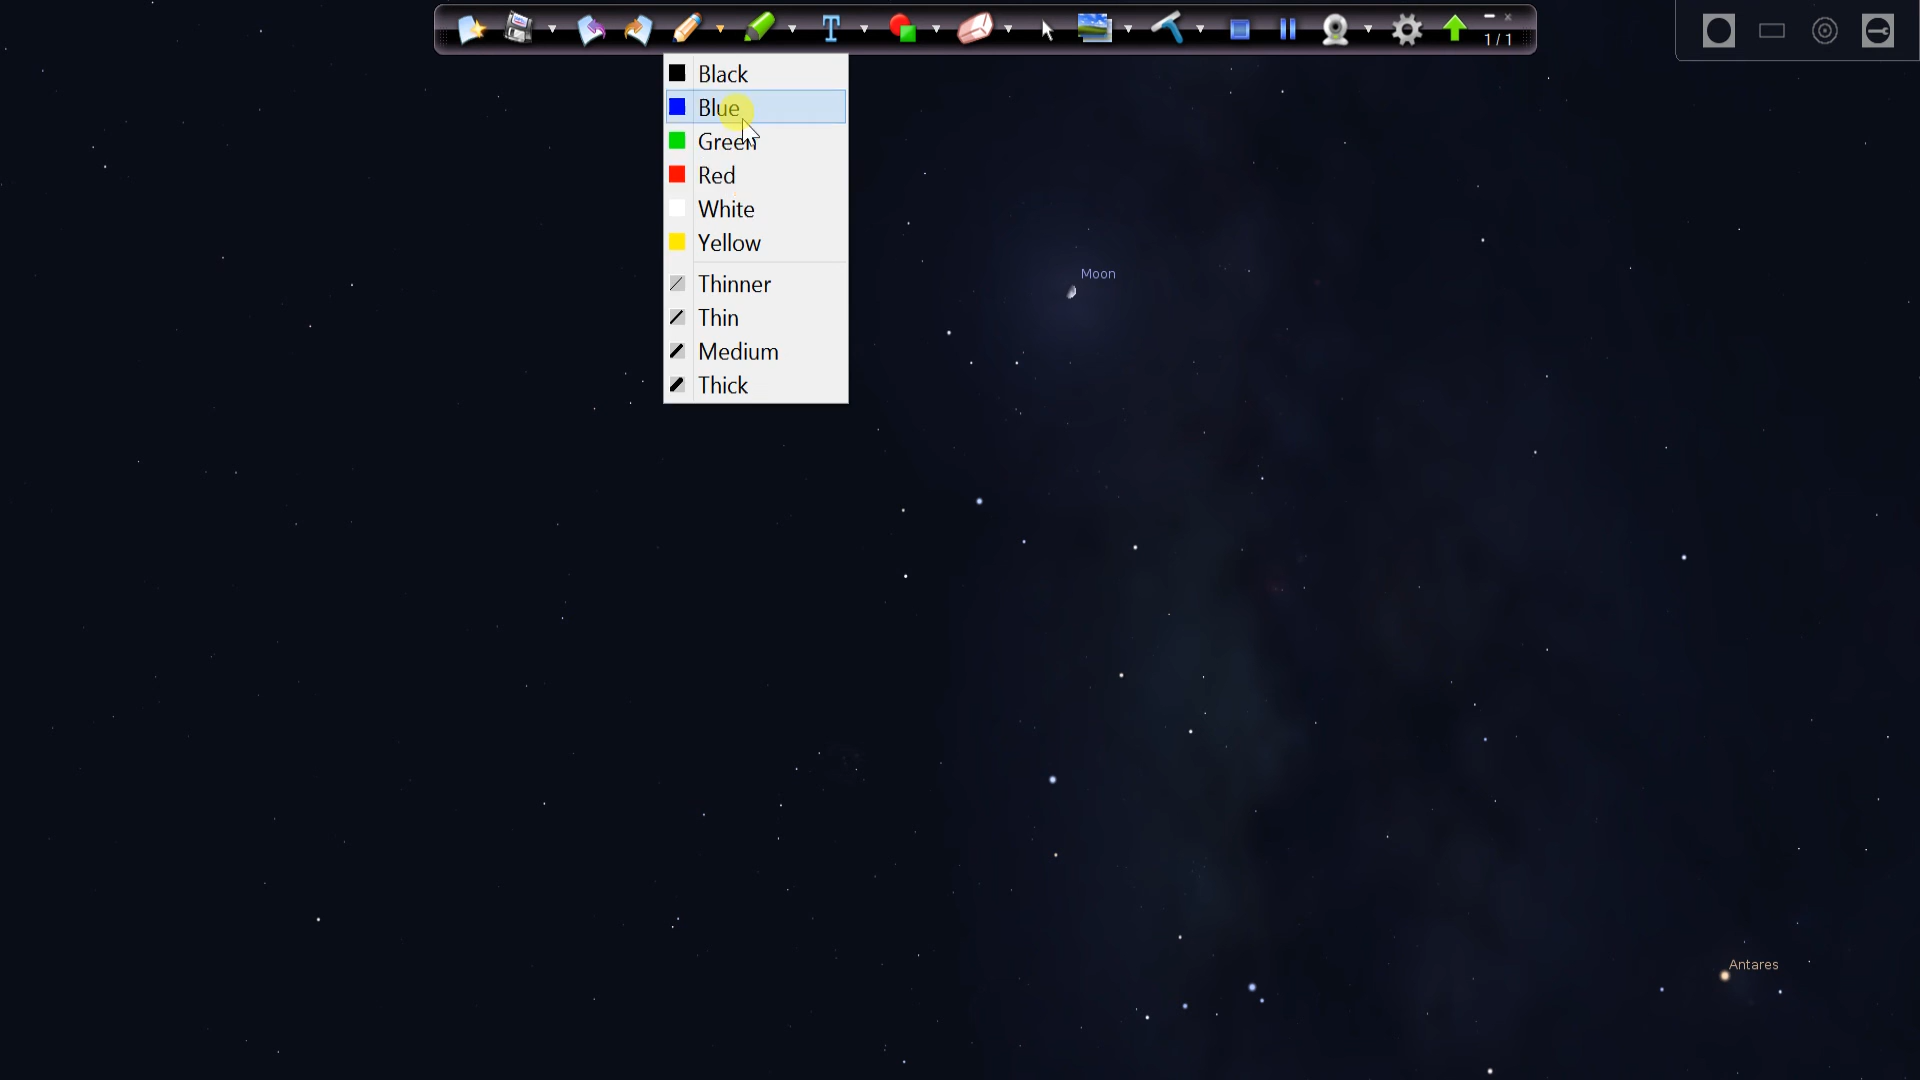 1 / 1
Black
Blue
Green
Red
White
Yellow
Thinner
Thin
Medium
Thick
Moon
Antares